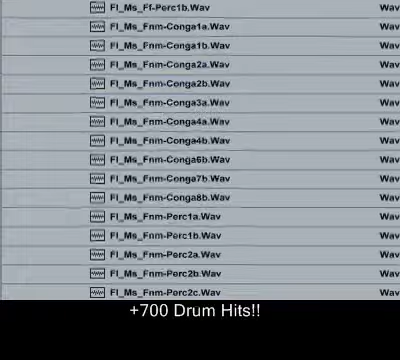 Fl_Ms_Ff-Perc1b.Wav Wav
Fl_Ms_Fnm-Conga1a.Wav Wav
Fl_Ms_Fnm-Conga1b.Wav Wav
Fl_Ms_Fnm-Conga2a.Wav Wav
Fl_Ms_Fnm-Conga2b.Wav Wav
Fl_Ms_Fnm-Conga3a.Wav Wav
Fl_Ms_Fnm-Conga4a.Wav Wav
Fl_Ms_Fnm-Conga4b.Wav Wav
Fl_Ms_Fnm-Conga6b.Wav Wav
Fl_Ms_Fnm-Conga7b.Wav Wav
Fl_Ms_Fnm-Conga8b.Wav Wav
Fl_Ms_Fnm-Perc1a.Wav Wav
Fl_Ms_Fnm-Perc1b.Wav Wav
Fl_Ms_Fnm-Perc2a.Wav Wav
Fl_Ms_Fnm-Perc2b.Wav Wav
Fl_Ms_Fnm-Perc2c.Wav Wav
+700 Drum Hits!!